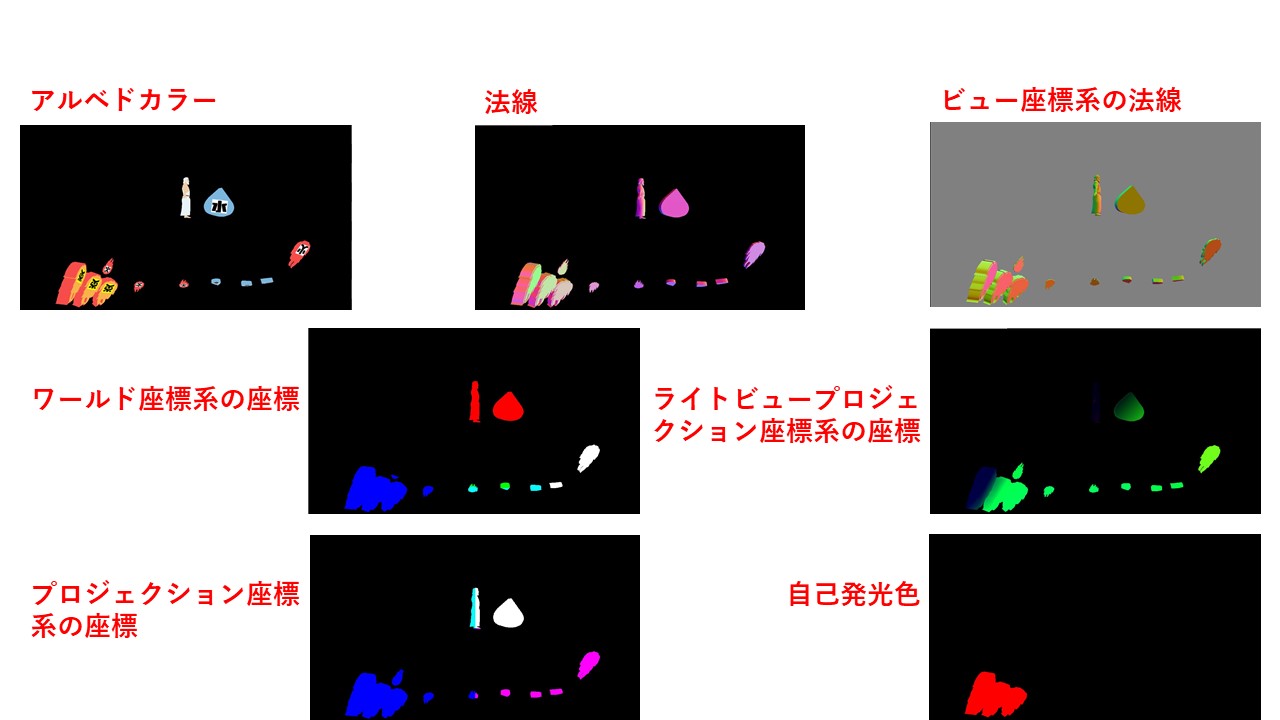 アルベドカラー
法線
ビュー座標系の法線
水
火
ワールド座標系の座標
ライトビュープロジェ
クション座標系の座標
プロジェクション座標
系の座標
自己発光色